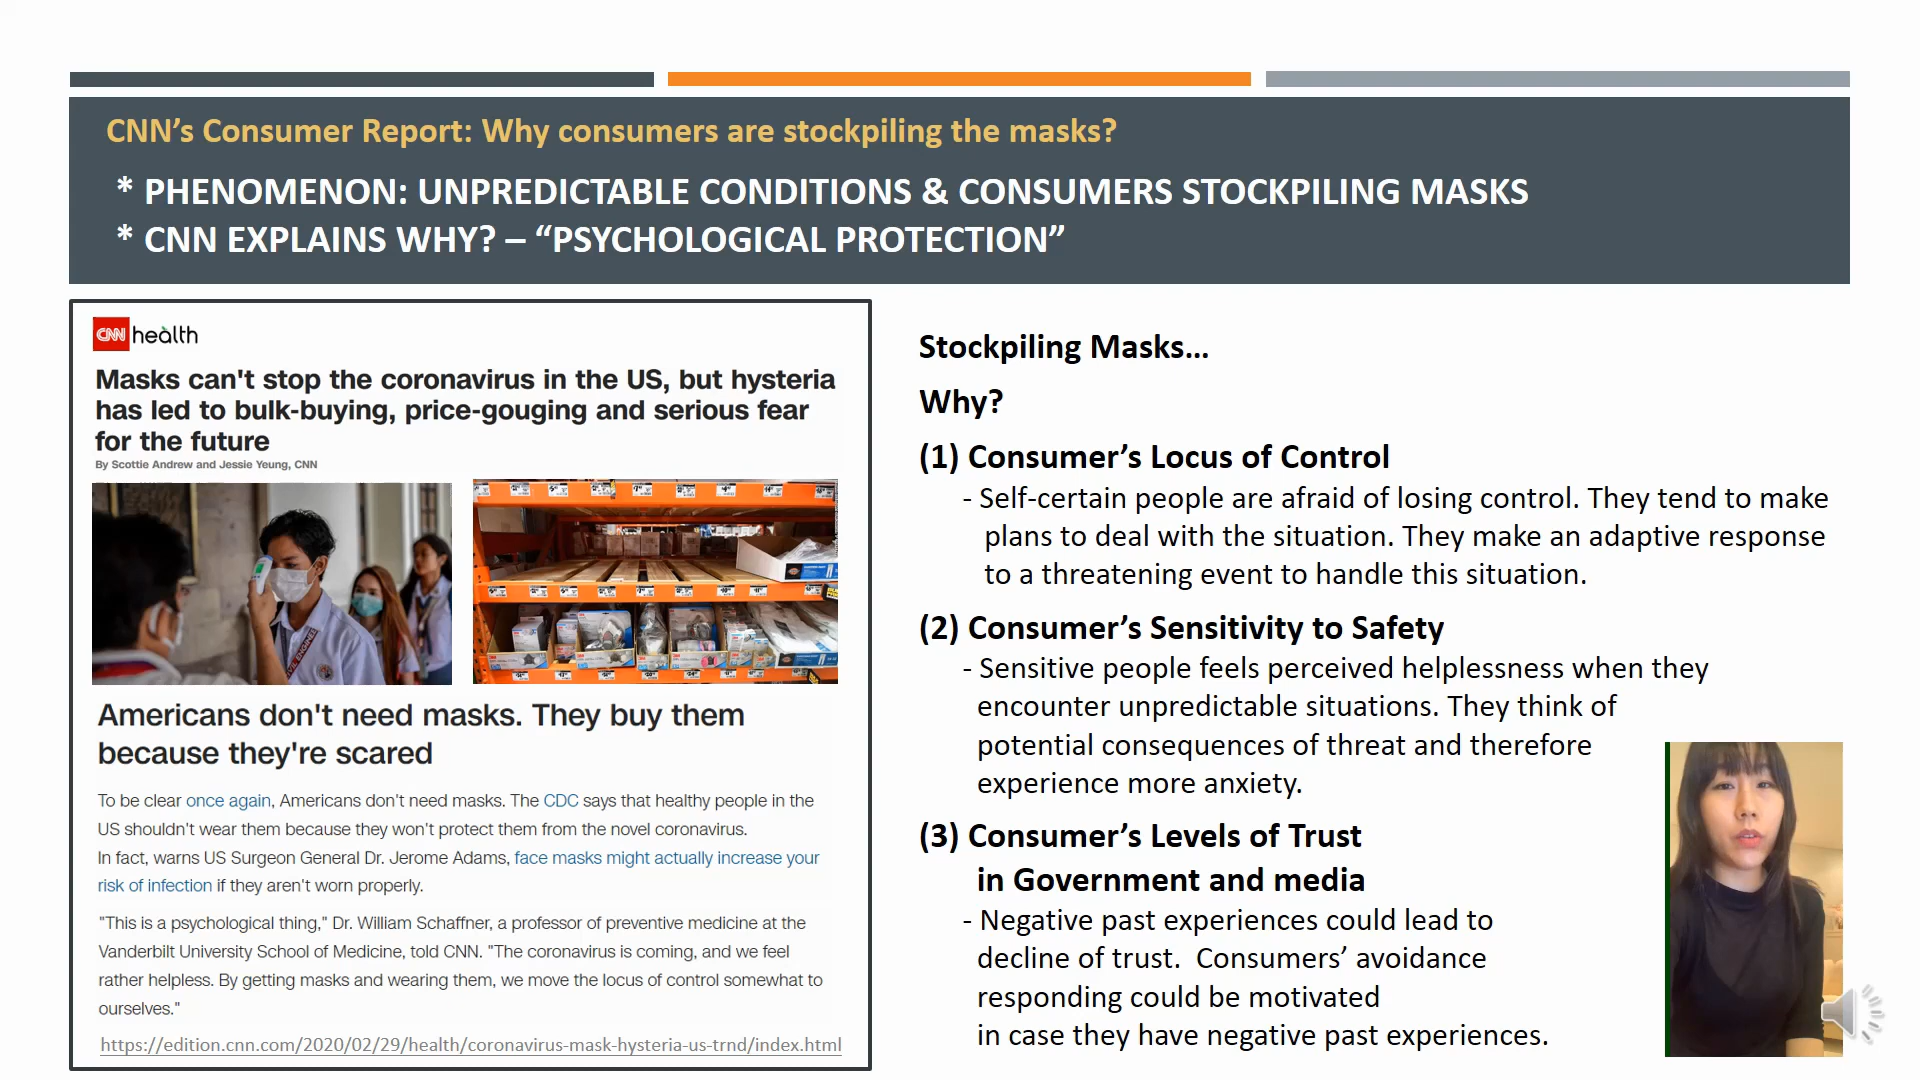 CNN’s Consumer Report: Why consumers are stockpiling the masks?
* PHENOMENON: UNPREDICTABLE CONDITIONS & CONSUMERS STOCKPILING MASKS
* CNN EXPLAINS WHY? – “PSYCHOLOGICAL PROTECTION”
CNN health
Masks can't stop the coronavirus in the US, but hysteria
has led to bulk-buying, price-gouging and serious fear
for the future
By Scottie Andrew and Jessie Yeung, CNN
Americans don't need masks. They buy them
because they're scared
To be clear once again, Americans don't need masks. The CDC says that healthy people in the
US shouldn't wear them because they won't protect them from the novel coronavirus.
In fact, warns US Surgeon General Dr. Jerome Adams, face masks might actually increase your
risk of infection if they aren't worn properly.
"This is a psychological thing," Dr. William Schaffner, a professor of preventive medicine at the
Vanderbilt University School of Medicine, told CNN. "The coronavirus is coming, and we feel
rather helpless. By getting masks and wearing them, we move the locus of control somewhat to
ourselves."
https://edition.cnn.com/2020/02/29/health/coronavirus-mask-hysteria-us-trnd/index.html
Stockpiling Masks…
Why?
(1) Consumer’s Locus of Control
- Self-certain people are afraid of losing control. They tend to make
plans to deal with the situation. They make an adaptive response
to a threatening event to handle this situation.
(2) Consumer’s Sensitivity to Safety
- Sensitive people feels perceived helplessness when they
encounter unpredictable situations. They think of
potential consequences of threat and therefore
experience more anxiety.
(3) Consumer’s Levels of Trust
in Government and media
- Negative past experiences could lead to
decline of trust.  Consumers’ avoidance
responding could be motivated
in case they have negative past experiences.